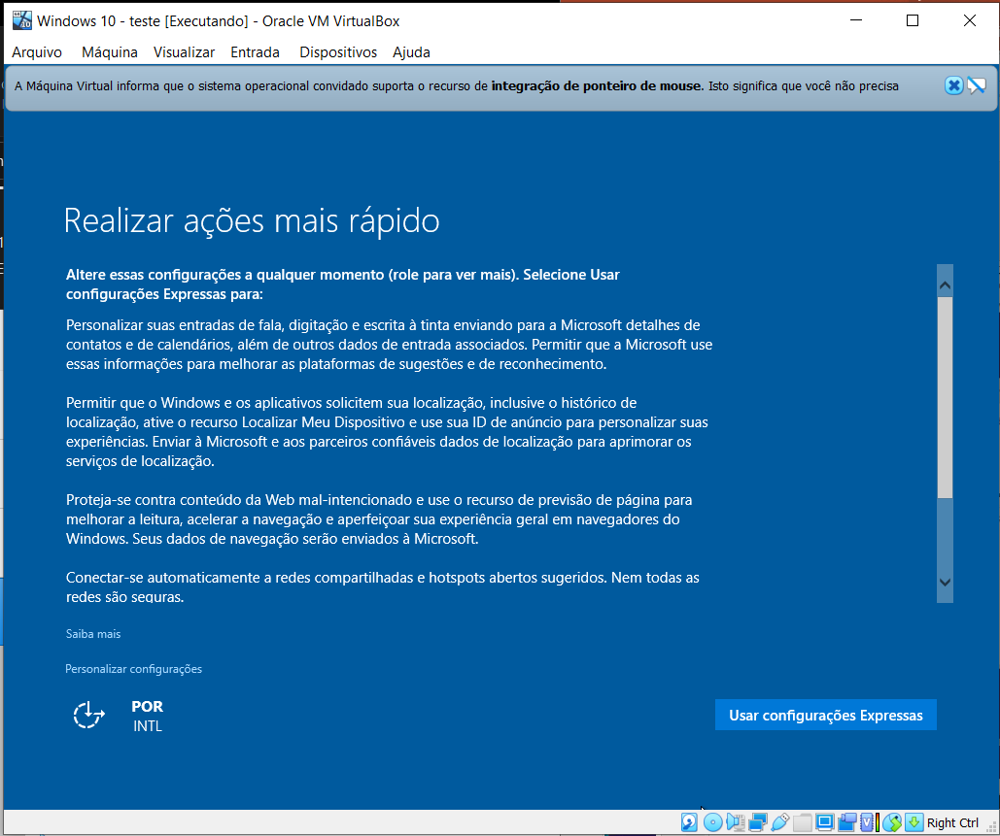 Windows 10 - teste [Executando] - Oracle VM VirtualBox
Arquivo Máquina Visualizar Entrada Dispositivos Ajuda
A Máquina Virtual informa que o sistema operacional convidado suporta o recurso de integração de ponteiro de mouse. Isto significa que você não precisa
Realizar ações mais rápido
Altere essas configurações a qualquer momento (role para ver mais). Selecione Usar
configurações Expressas para:
Personalizar suas entradas de fala, digitação e escrita à tinta enviando para a Microsoft detalhes de
contatos e de calendários, além de outros dados de entrada associados. Permitir que a Microsoft use
essas informações para melhorar as plataformas de sugestões e de reconhecimento.
Permitir que o Windows e os aplicativos solicitem sua localização, inclusive o histórico de
localização, ative o recurso Localizar Meu Dispositivo e use sua ID de anúncio para personalizar suas
experiências. Enviar à Microsoft e aos parceiros confiáveis dados de localização para aprimorar os
serviços de localização.
Proteja-se contra conteúdo da Web mal-intencionado e use o recurso de previsão de página para
melhorar a leitura, acelerar a navegação e aperfeiçoar sua experiência geral em navegadores do
Windows. Seus dados de navegação serão enviados à Microsoft.
Conectar-se automaticamente a redes compartilhadas e hotspots abertos sugeridos. Nem todas as
redes são seguras.
Saiba mais
Personalizar configurações
POR
INTL
Usar configurações Expressas
Right Ctrl